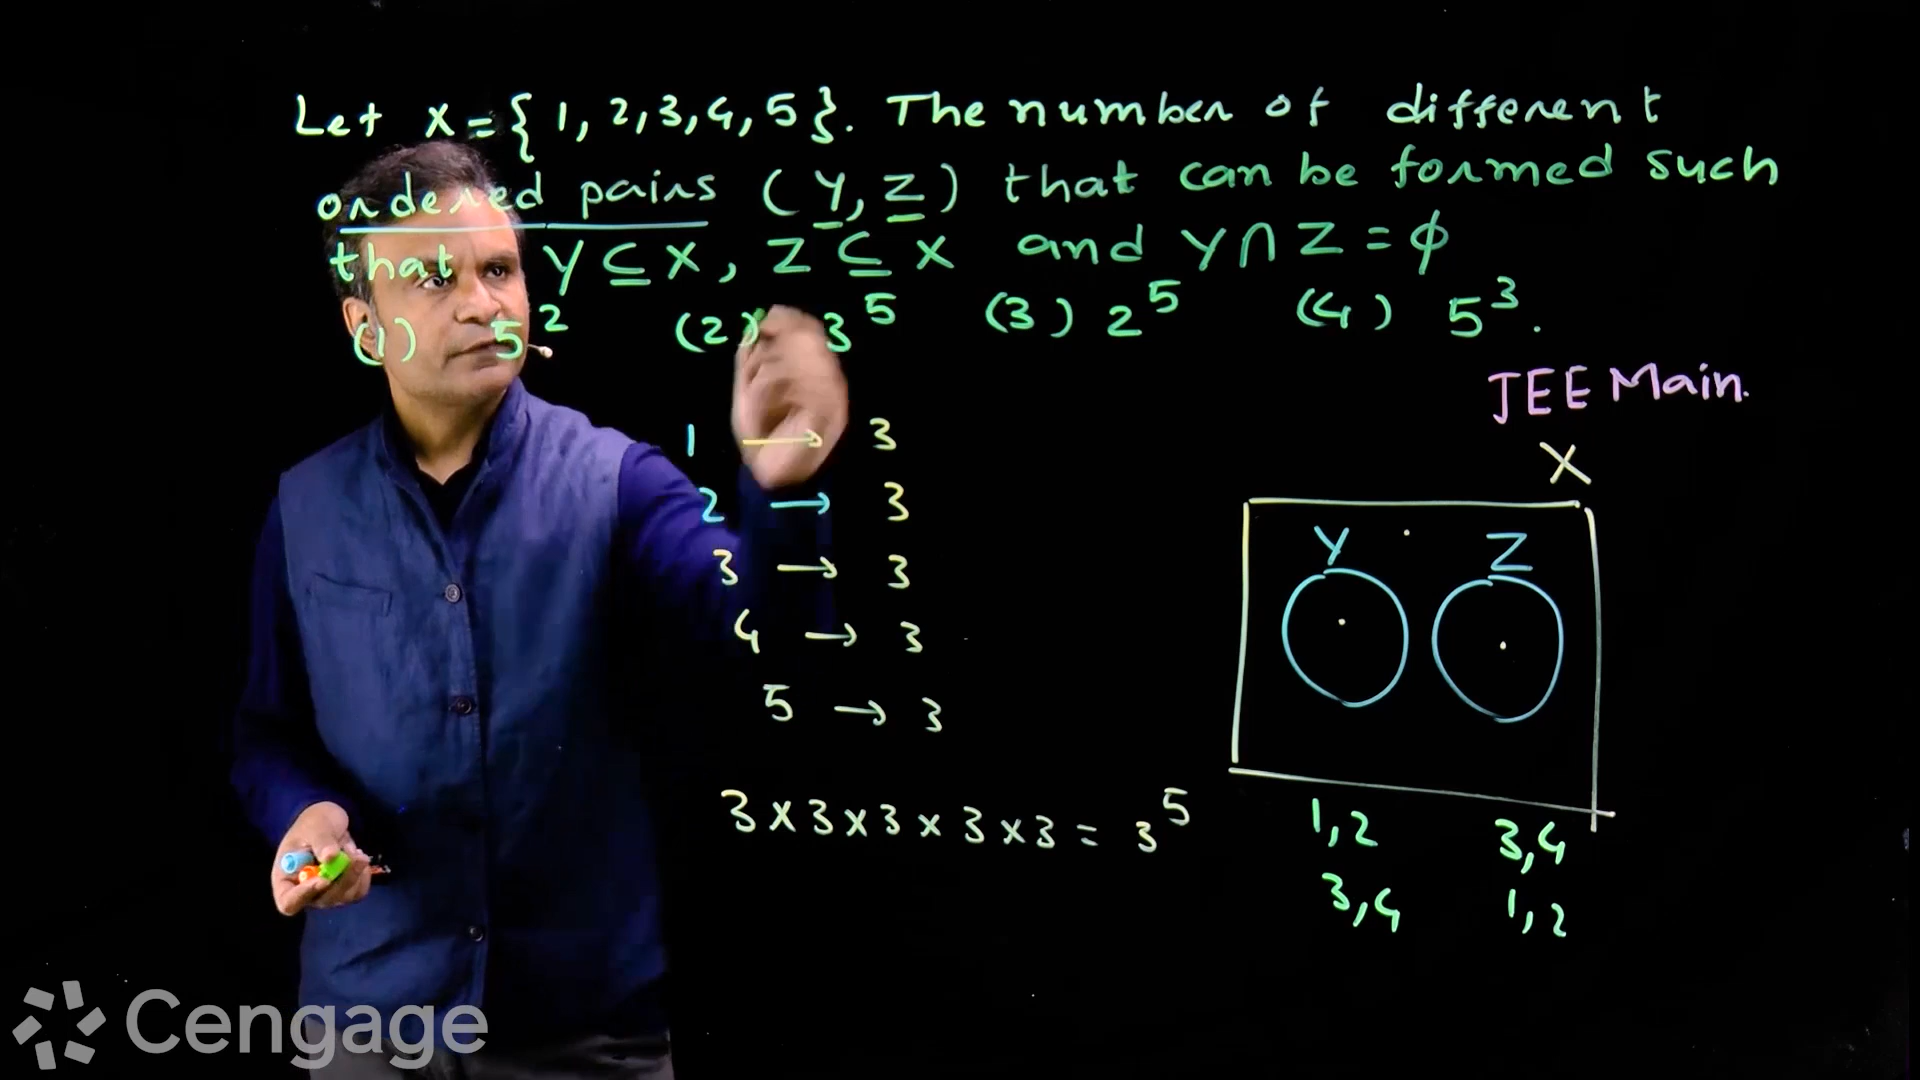 Let X = {1, 2, 3, 4, 5}. The number of different
ordered pairs (Y, Z) that can be formed such
that Y ⊆ X, Z ⊆ X and Y ∩ Z = ϕ
(1) 5² (2) 3⁵ (3) 2⁵ (4) 5³.
JEE Main.
1 → 3
2 → 3
3 → 3
4 → 3
5 → 3
3 × 3 × 3 × 3 × 3 = 3⁵
X
Y Z
1, 2 3, 4
3, 4 1, 2
Cengage